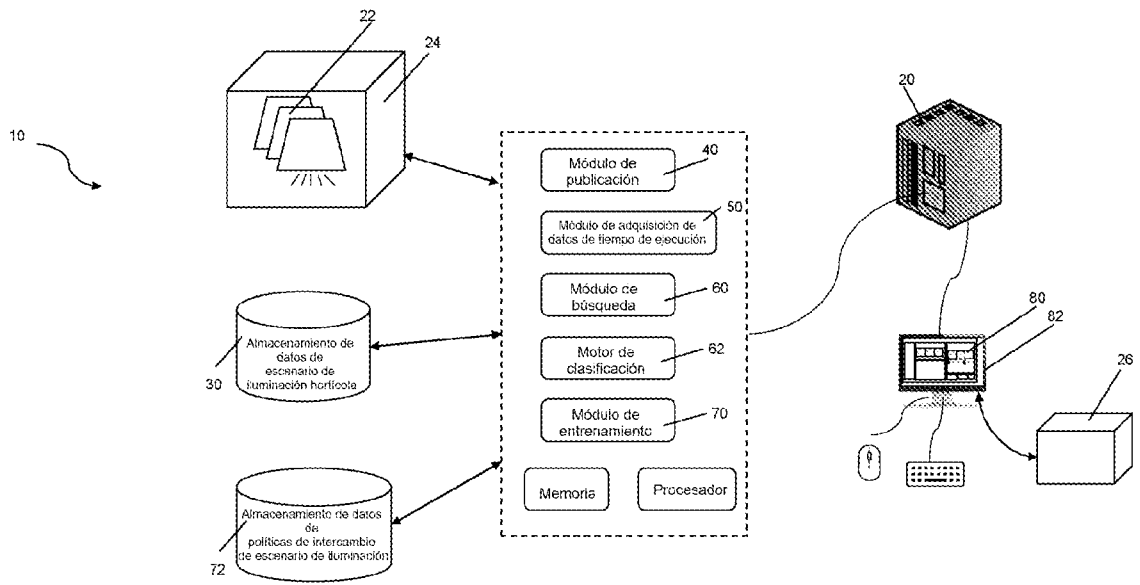 22
24
20
10
Módulo de
publicación
40
Módulo de adquisición de
datos de tiempo de ejecución
50
Módulo de
búsqueda
60
Motor de
clasificación
62
Módulo de
entrenamiento
70
Memoria
Procesador
Almacenamiento de
datos de
escenario de
iluminación hortícola
30
Almacenamiento de datos
de
políticas de intercambio
de escenario de iluminación
72
80
82
26